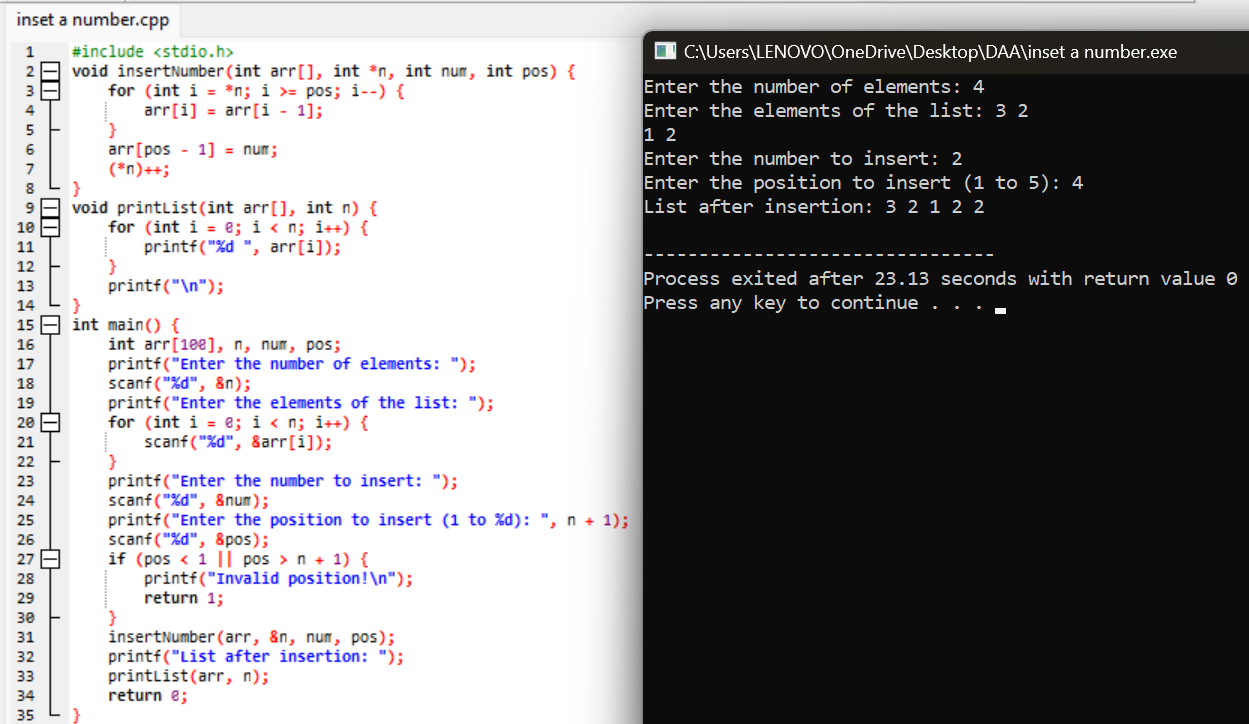 inset a number.cpp
1 #include <stdio.h>
2 void insertNumber(int arr[], int *n, int num, int pos) {
3 for (int i = *n; i >= pos; i--) {
4 arr[i] = arr[i - 1];
5 }
6 arr[pos - 1] = num;
7 (*n)++;
8 }
9 void printList(int arr[], int n) {
10 for (int i = 0; i < n; i++) {
11 printf("%d ", arr[i]);
12 }
13 printf("\n");
14 }
15 int main() {
16 int arr[100], n, num, pos;
17 printf("Enter the number of elements: ");
18 scanf("%d", &n);
19 printf("Enter the elements of the list: ");
20 for (int i = 0; i < n; i++) {
21 scanf("%d", &arr[i]);
22 }
23 printf("Enter the number to insert: ");
24 scanf("%d", &num);
25 printf("Enter the position to insert (1 to %d): ", n + 1);
26 scanf("%d", &pos);
27 if (pos < 1 || pos > n + 1) {
28 printf("Invalid position!\n");
29 return 1;
30 }
31 insertNumber(arr, &n, num, pos);
32 printf("List after insertion: ");
33 printList(arr, n);
34 return 0;
35 }
C:\Users\LENOVO\OneDrive\Desktop\DAA\inset a number.exe
Enter the number of elements: 4
Enter the elements of the list: 3 2
1 2
Enter the number to insert: 2
Enter the position to insert (1 to 5): 4
List after insertion: 3 2 1 2 2
--------------------------------
Process exited after 23.13 seconds with return value 0
Press any key to continue . . .